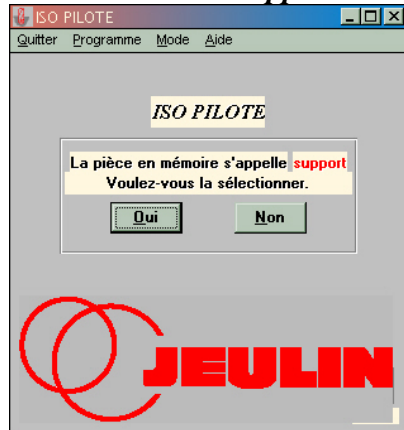 ISO PILOTE
Quitter Programme Mode Aide
ISO PILOTE
La pièce en mémoire s'appelle support
Voulez-vous la sélectionner.
Oui Non
JEULIN